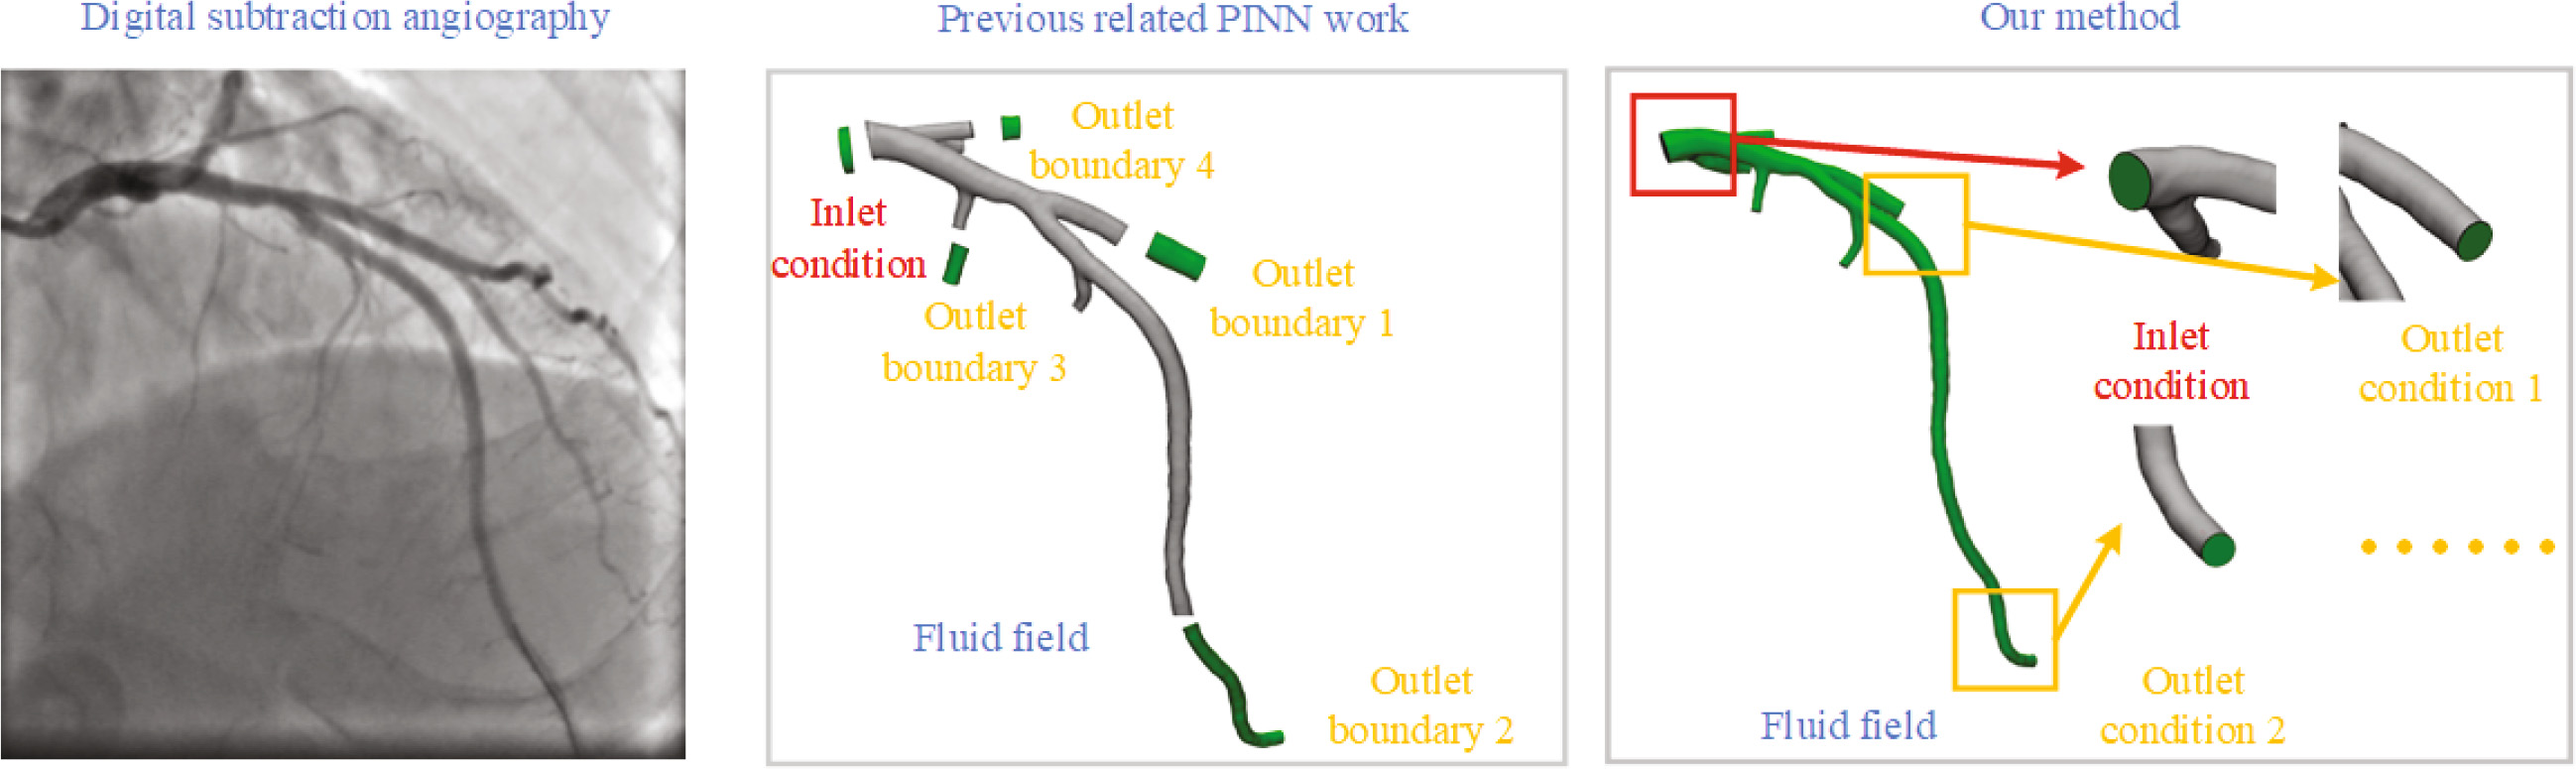 Digital subtraction angiography
Previous related PINN work
Outlet
boundary 4
Inlet
condition
Outlet
boundary 3
Outlet
boundary 1
Fluid field
Outlet
boundary 2
Our method
Inlet
condition
Outlet
condition 1
Fluid field
Outlet
condition 2